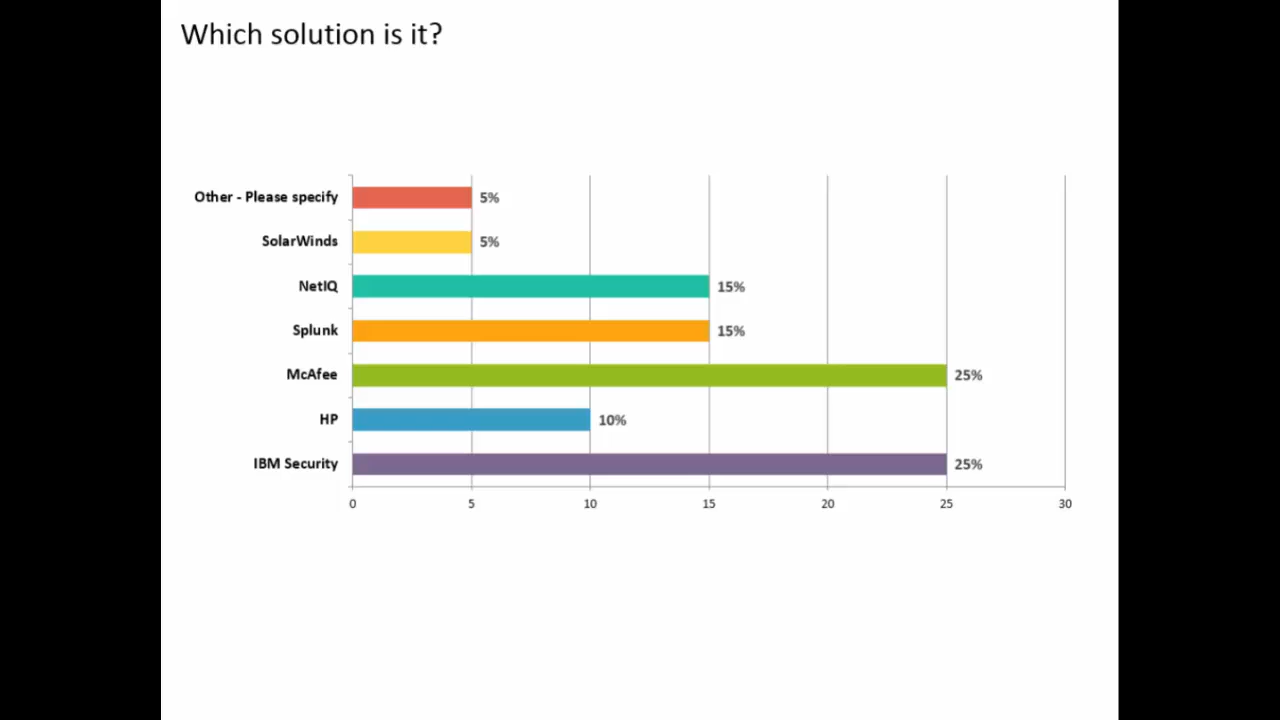 Which solution is it?
Other - Please specify 5%
SolarWinds 5%
NetIQ 15%
Splunk 15%
McAfee 25%
HP 10%
IBM Security 25%
0 5 10 15 20 25 30